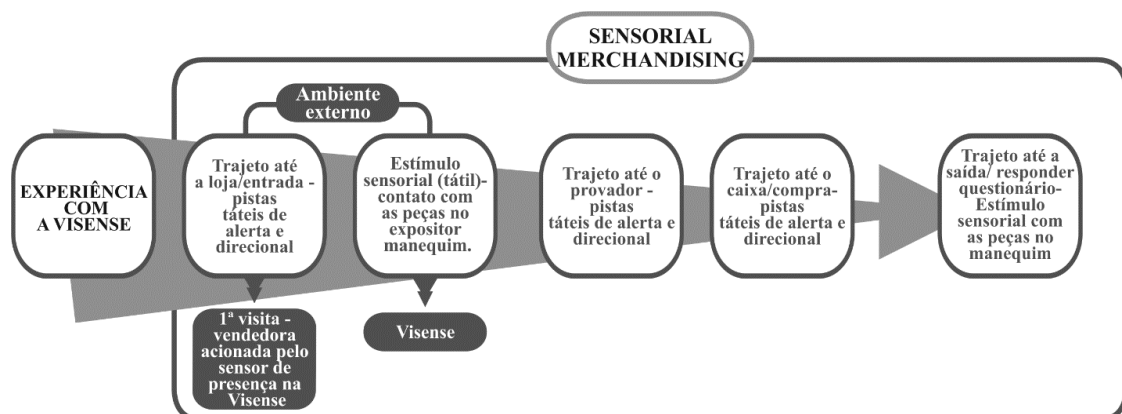 SENSORIAL
MERCHANDISING
Ambiente
externo
EXPERIÊNCIA
COM
A VISENSE
Trajeto até
a loja/entrada -
pistas
táteis de
alerta e
direcional
Estímulo
sensorial (tátil)-
contato com
as peças no
expositor
manequim.
Trajeto até o
provador -
pistas
táteis de alerta e
direcional
Trajeto até o
caixa/compra-
pistas
táteis de alerta e
direcional
Trajeto até a
saída/ responder
questionário-
Estímulo
sensorial com
as peças no
manequim
1ª visita -
vendedora
acionada pelo
sensor de
presença na
Visense
Visense